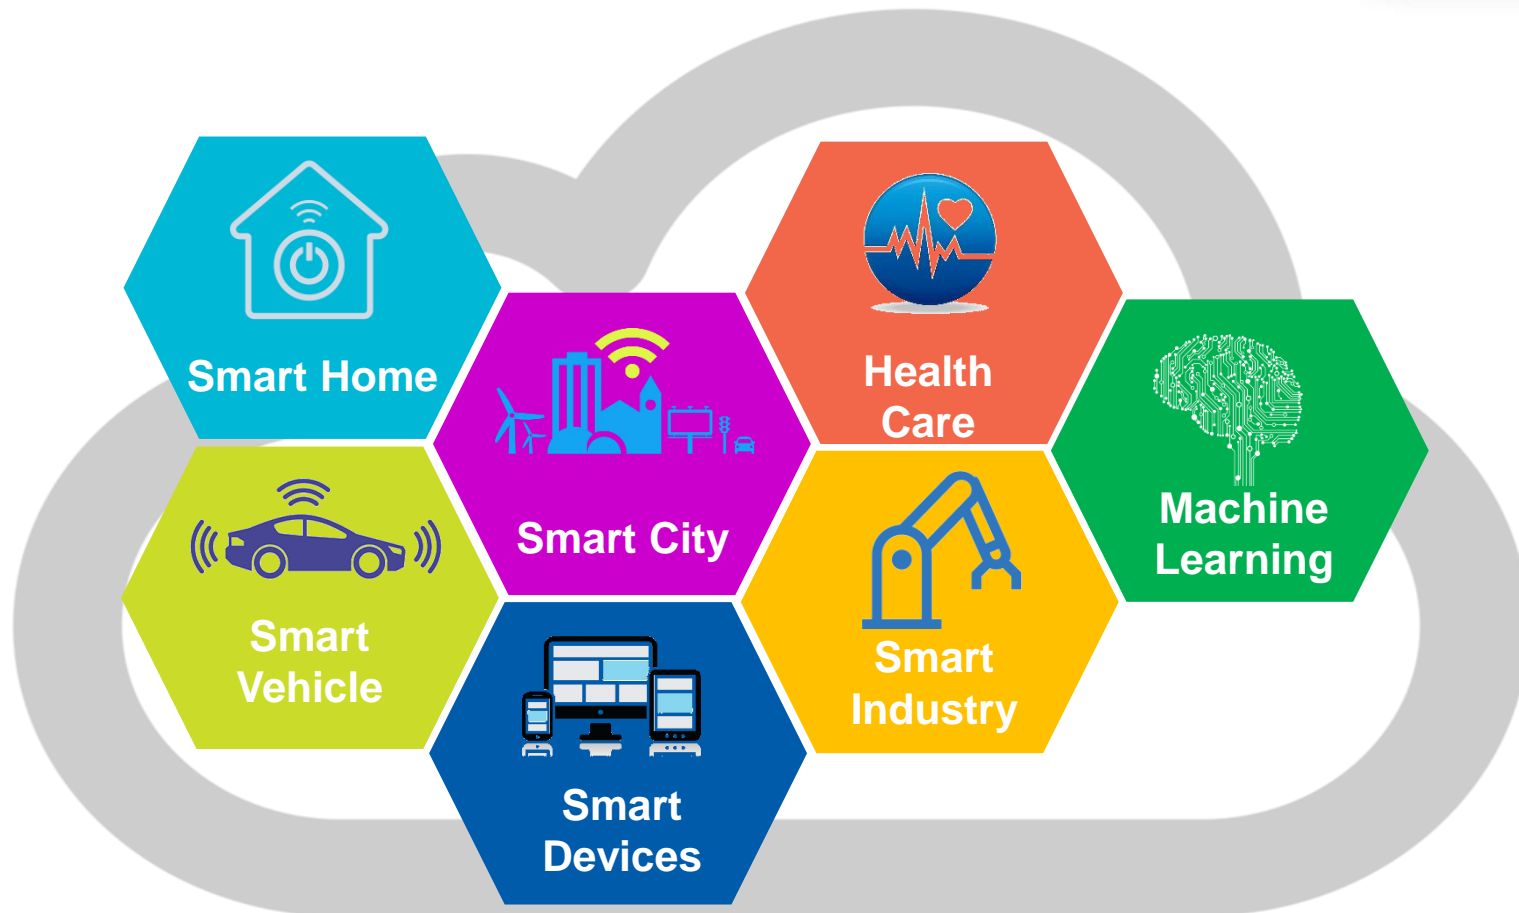 Smart Home
Health
Care
Smart City
Machine
Learning
Smart
Vehicle
Smart
Industry
Smart
Devices